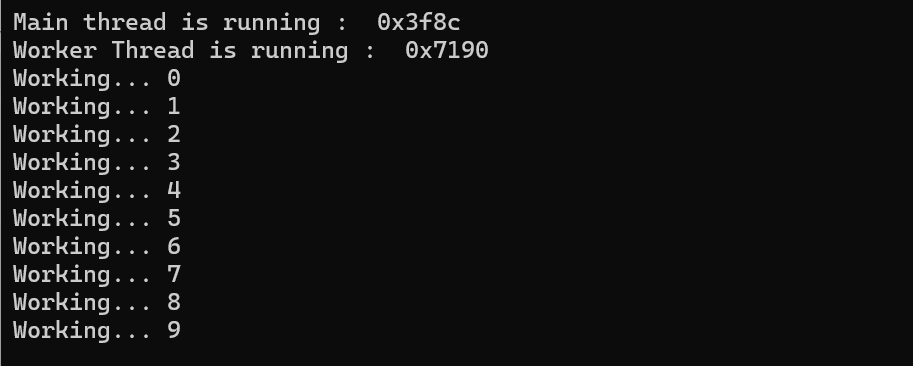 Main thread is running :  0x3f8c
Worker Thread is running :  0x7190
Working... 0
Working... 1
Working... 2
Working... 3
Working... 4
Working... 5
Working... 6
Working... 7
Working... 8
Working... 9